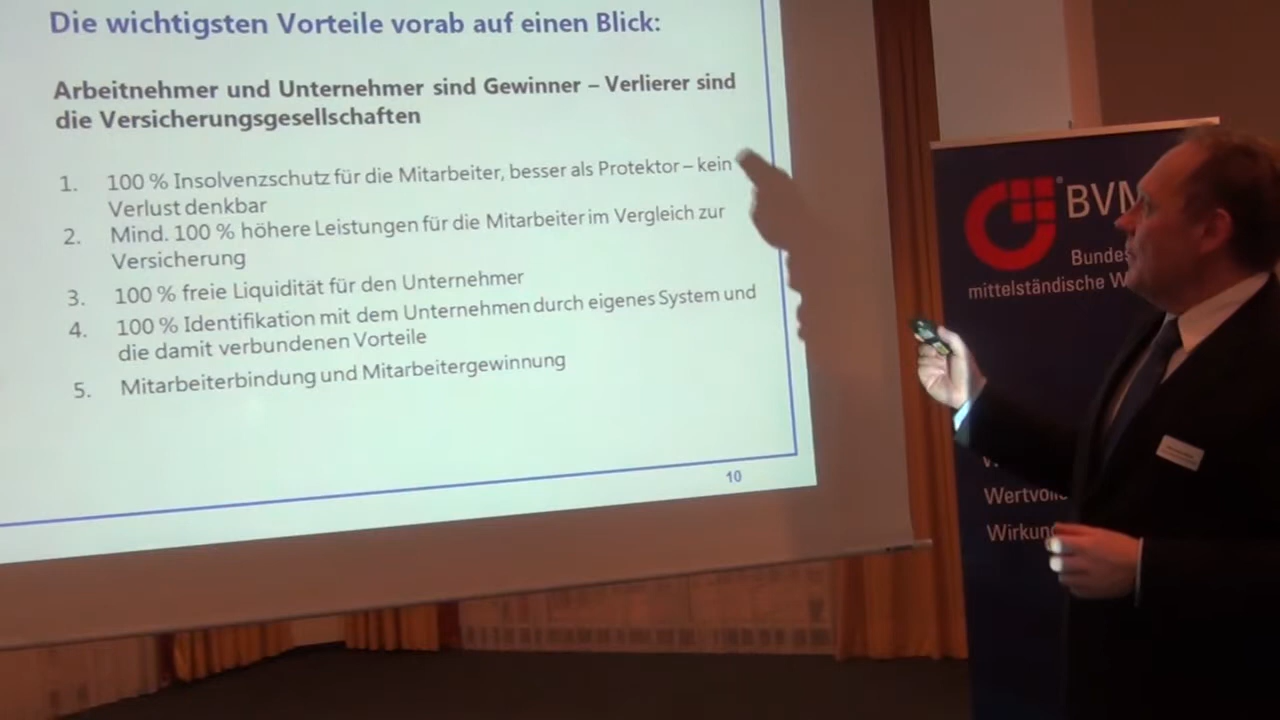 Die wichtigsten Vorteile vorab auf einen Blick:
Arbeitnehmer und Unternehmer sind Gewinner – Verlierer sind
die Versicherungsgesellschaften
1. 100 % Insolvenzschutz für die Mitarbeiter, besser als Protektor – kein
Verlust denkbar
2. Mind. 100 % höhere Leistungen für die Mitarbeiter im Vergleich zur
Versicherung
3. 100 % freie Liquidität für den Unternehmer
4. 100 % Identifikation mit dem Unternehmen durch eigenes System und
die damit verbundenen Vorteile
5. Mitarbeiterbindung und Mitarbeitergewinnung
10
BVM
Bundes
mittelständische W
Wertvolle
Wirkung